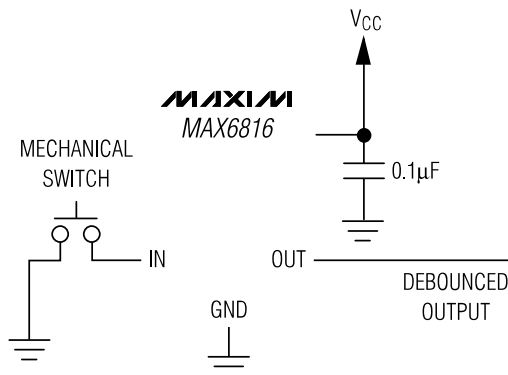 VCC
MAXIM
MAX6816
MECHANICAL
SWITCH
0.1µF
IN
OUT
DEBOUNCED
OUTPUT
GND